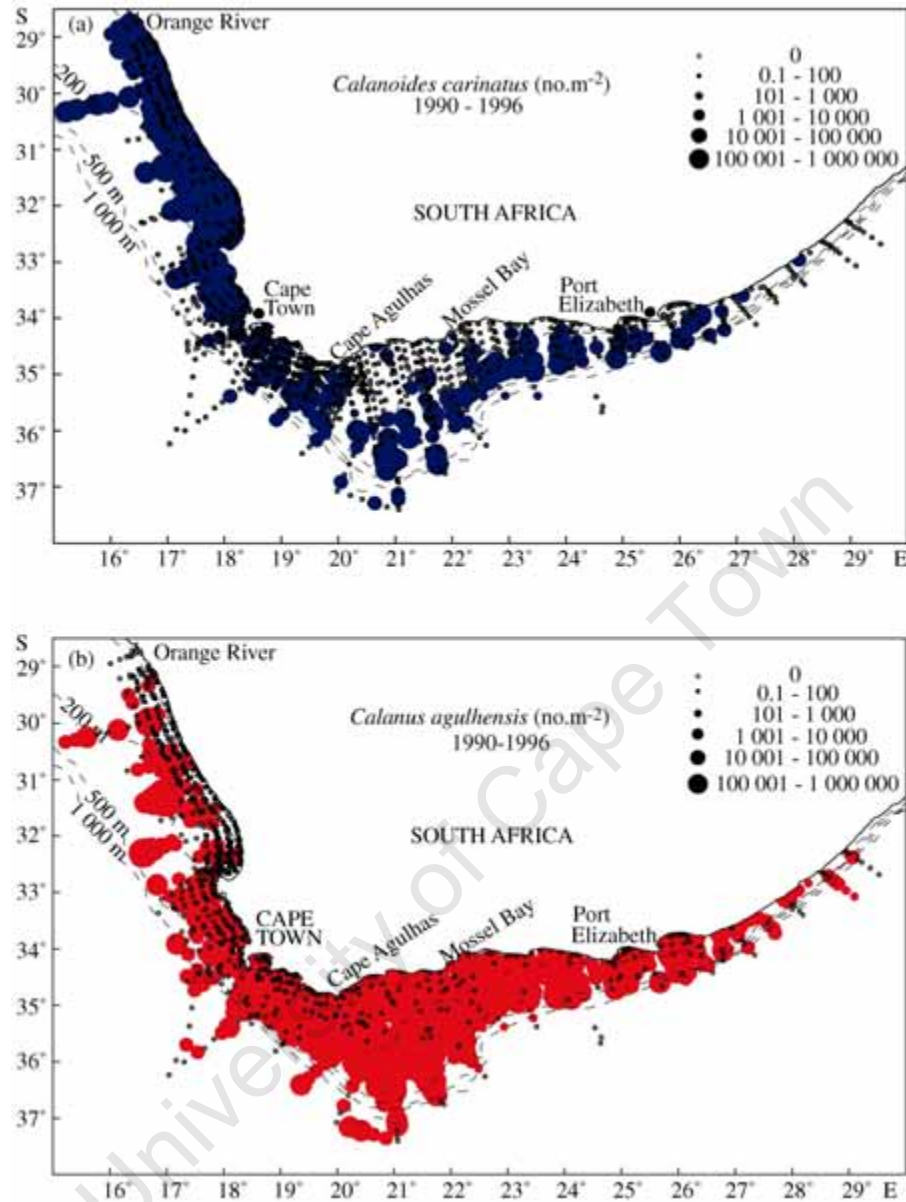 S
(a)
Orange River
29°
30°
31°
32°
33°
34°
35°
36°
37°
200
500 m
1 000 m
Calanoides carinatus (no.m-2)
1990 - 1996
0
0.1 - 100
101 - 1 000
1 001 - 10 000
10 001 - 100 000
100 001 - 1 000 000
SOUTH AFRICA
Cape
Town
Cape Agulhas
Mossel Bay
Port
Elizabeth
16° 17° 18° 19° 20° 21° 22° 23° 24° 25° 26° 27° 28° 29° E
S
(b)
Orange River
29°
30°
31°
32°
33°
34°
35°
36°
37°
200 m
500 m
1 000 m
Calanus agulhensis (no.m-2)
1990-1996
0
0.1 - 100
101 - 1 000
1 001 - 10 000
10 001 - 100 000
100 001 - 1 000 000
SOUTH AFRICA
CAPE
TOWN
Cape Agulhas
Mossel Bay
Port
Elizabeth
16° 17° 18° 19° 20° 21° 22° 23° 24° 25° 26° 27° 28° 29° E
University of Cape Town